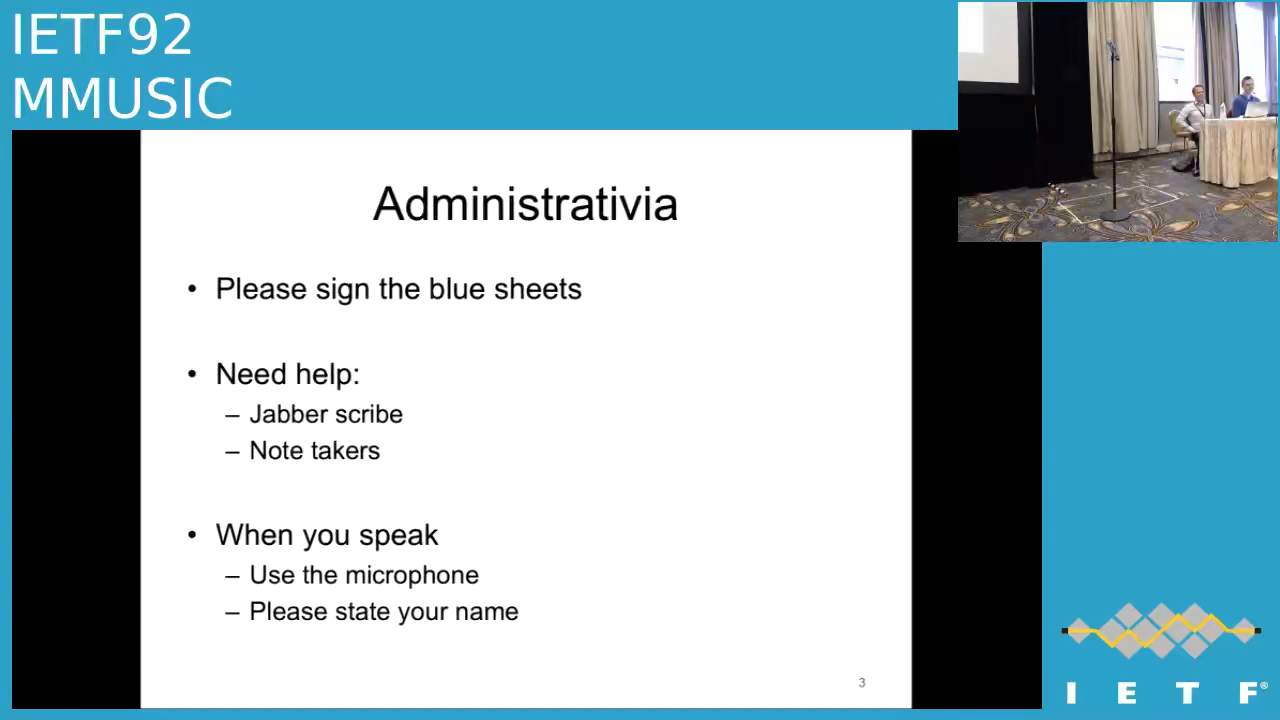 IETF92
MMUSIC
Administrativia
• Please sign the blue sheets
• Need help:
– Jabber scribe
– Note takers
• When you speak
– Use the microphone
– Please state your name
3
I E T F®